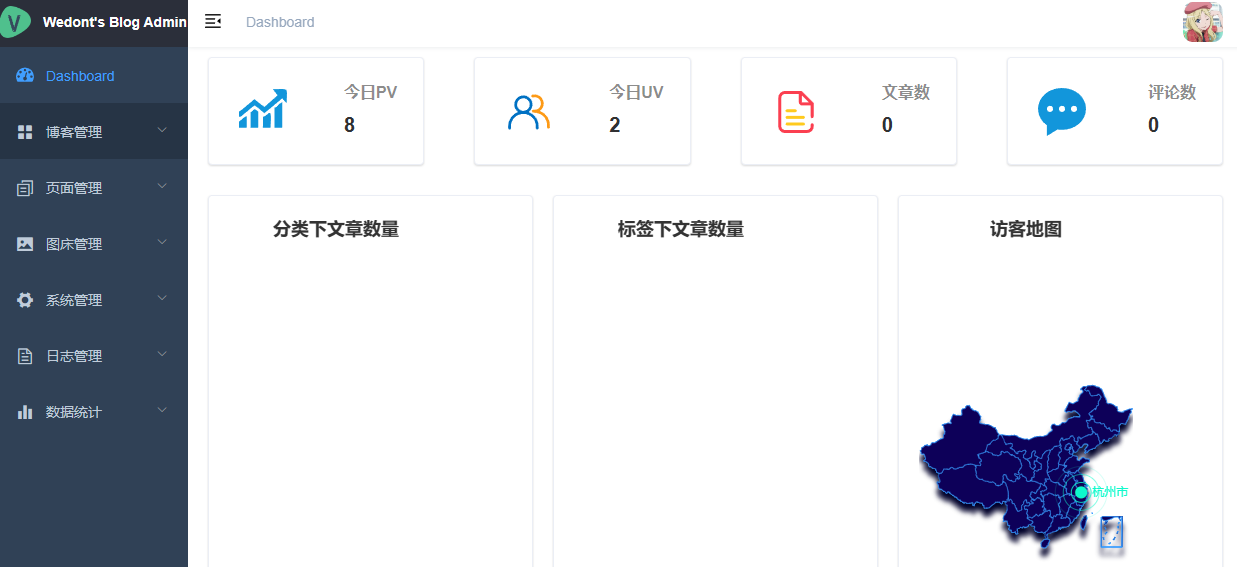 Wedont's Blog Admin
Dashboard
Dashboard
博客管理
页面管理
图床管理
系统管理
日志管理
数据统计
今日PV
8
今日UV
2
文章数
0
评论数
0
分类下文章数量
标签下文章数量
访客地图
杭州市